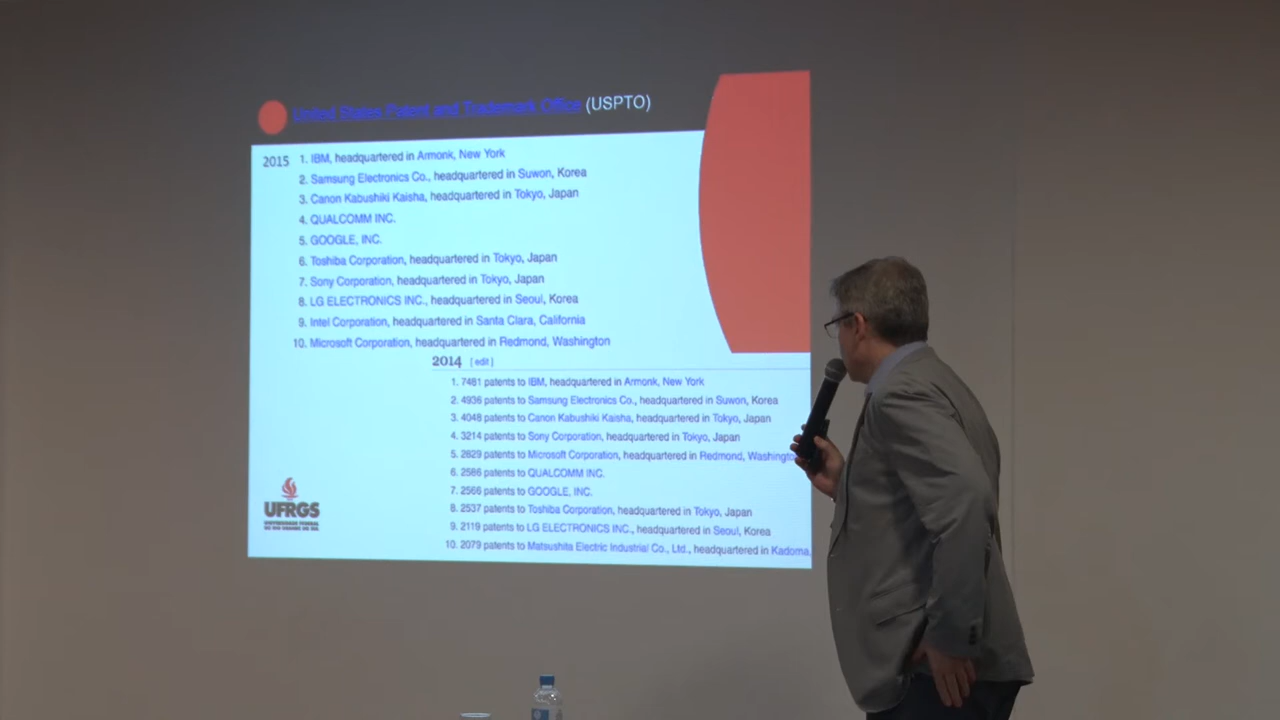 United States Patent and Trademark Office (USPTO)
2015
1. IBM, headquartered in Armonk, New York
2. Samsung Electronics Co., headquartered in Suwon, Korea
3. Canon Kabushiki Kaisha, headquartered in Tokyo, Japan
4. QUALCOMM INC.
5. GOOGLE, INC.
6. Toshiba Corporation, headquartered in Tokyo, Japan
7. Sony Corporation, headquartered in Tokyo, Japan
8. LG ELECTRONICS INC., headquartered in Seoul, Korea
9. Intel Corporation, headquartered in Santa Clara, California
10. Microsoft Corporation, headquartered in Redmond, Washington
2014 [edit]
1. 7481 patents to IBM, headquartered in Armonk, New York
2. 4936 patents to Samsung Electronics Co., headquartered in Suwon, Korea
3. 4048 patents to Canon Kabushiki Kaisha, headquartered in Tokyo, Japan
4. 3214 patents to Sony Corporation, headquartered in Tokyo, Japan
5. 2829 patents to Microsoft Corporation, headquartered in Redmond, Washington
6. 2586 patents to QUALCOMM INC.
7. 2566 patents to GOOGLE, INC.
8. 2537 patents to Toshiba Corporation, headquartered in Tokyo, Japan
9. 2119 patents to LG ELECTRONICS INC., headquartered in Seoul, Korea
10. 2079 patents to Matsushita Electric Industrial Co., Ltd., headquartered in Kadoma,
UFRGS
UNIVERSIDADE FEDERAL
DO RIO GRANDE DO SUL